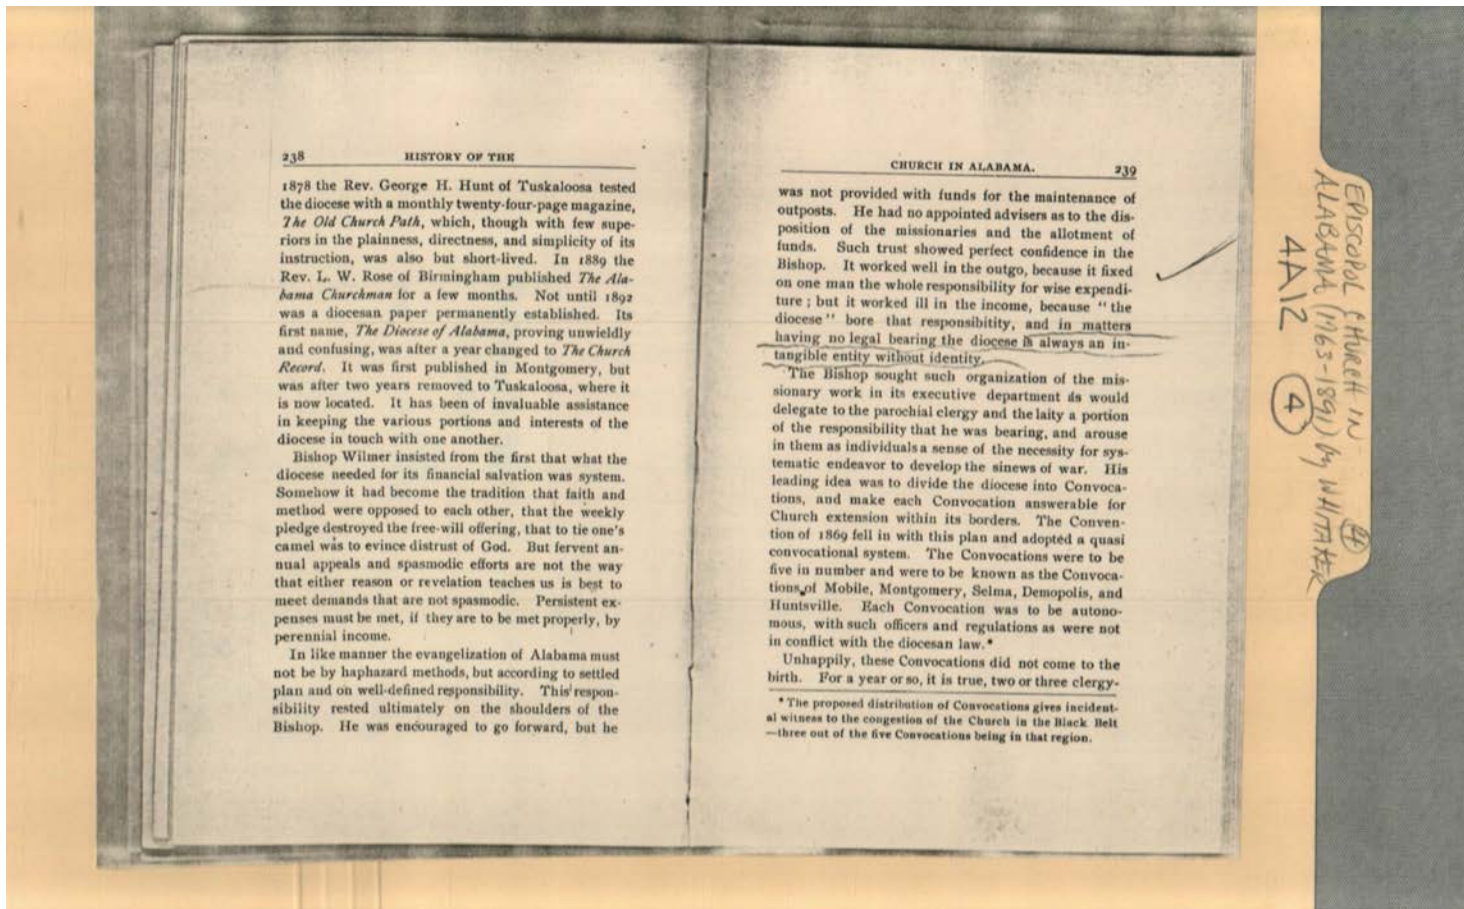 238 HISTORY OF THE
1878 the Rev. George H. Hunt of Tuskaloosa tested
the diocese with a monthly twenty-four-page magazine,
The Old Church Path, which, though with few supe-
riors in the plainness, directness, and simplicity of its
instruction, was also but short-lived. In 1889 the
Rev. L. W. Rose of Birmingham published The Ala-
bama Churchman for a few months. Not until 1892
was a diocesan paper permanently established. Its
first name, The Diocese of Alabama, proving unwieldly
and confusing, was after a year changed to The Church
Record. It was first published in Montgomery, but
was after two years removed to Tuskaloosa, where it
is now located. It has been of invaluable assistance
in keeping the various portions and interests of the
diocese in touch with one another.
Bishop Wilmer insisted from the first that what the
diocese needed for its financial salvation was system.
Somehow it had become the tradition that faith and
method were opposed to each other, that the weekly
pledge destroyed the free-will offering, that to tie one's
camel was to evince distrust of God. But fervent an-
nual appeals and spasmodic efforts are not the way
that either reason or revelation teaches us is best to
meet demands that are not spasmodic. Persistent ex-
penses must be met, if they are to be met properly, by
perennial income.
In like manner the evangelization of Alabama must
not be by haphazard methods, but according to settled
plan and on well-defined responsibility. This respon-
sibility rested ultimately on the shoulders of the
Bishop. He was encouraged to go forward, but he
CHURCH IN ALABAMA. 239
was not provided with funds for the maintenance of
outposts. He had no appointed advisers as to the dis-
position of the missionaries and the allotment of
funds. Such trust showed perfect confidence in the
Bishop. It worked well in the outgo, because it fixed
on one man the whole responsibility for wise expendi-
ture; but it worked ill in the income, because "the
diocese" bore that responsibitity, and in matters
having no legal bearing the diocese is always an in-
tangible entity without identity.
The Bishop sought such organization of the mis-
sionary work in its executive department as would
delegate to the parochial clergy and the laity a portion
of the responsibility that he was bearing, and arouse
in them as individuals a sense of the necessity for sys-
tematic endeavor to develop the sinews of war. His
leading idea was to divide the diocese into Convoca-
tions, and make each Convocation answerable for
Church extension within its borders. The Conven-
tion of 1869 fell in with this plan and adopted a quasi
convocational system. The Convocations were to be
five in number and were to be known as the Convoca-
tions of Mobile, Montgomery, Selma, Demopolis, and
Huntsville. Each Convocation was to be autono-
mous, with such officers and regulations as were not
in conflict with the diocesan law.*
Unhappily, these Convocations did not come to the
birth. For a year or so, it is true, two or three clergy-
* The proposed distribution of Convocations gives incident-
al witness to the congestion of the Church in the Black Belt
—three out of the five Convocations being in that region.
EPISCOPOL CHURCH IN (4)
ALABAMA (1763-1891) by WHITAKER
4A12 (4)